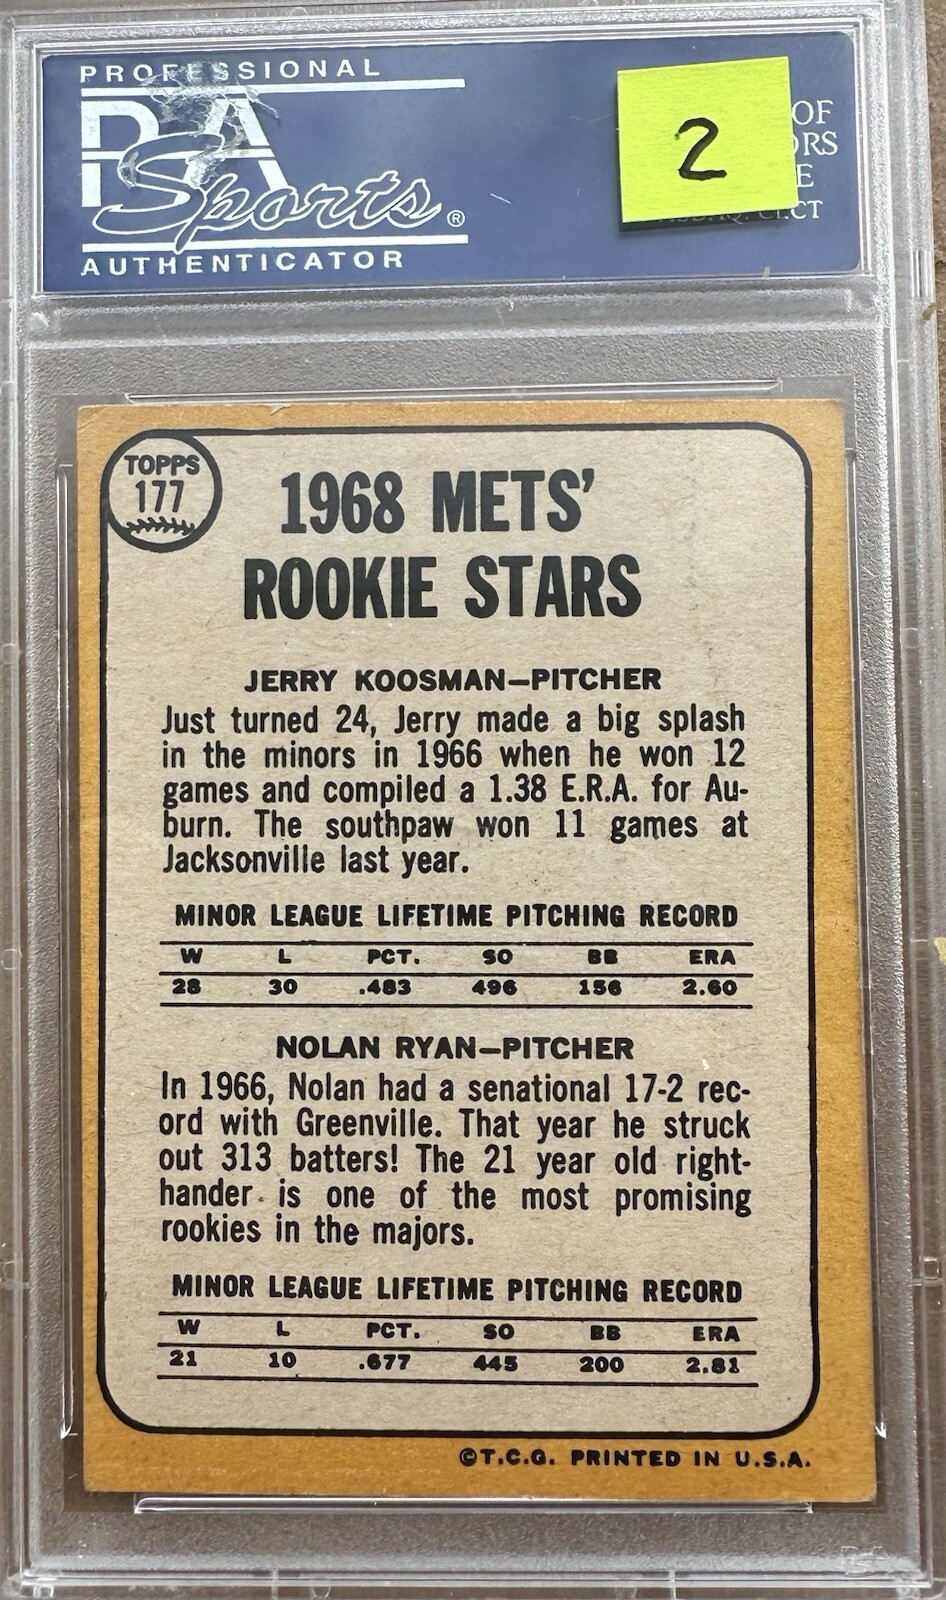 PROFESSIONAL
PSA
Sports®
AUTHENTICATOR
2
OF
CT
TOPPS
177
1968 METS'
ROOKIE STARS
JERRY KOOSMAN—PITCHER
Just turned 24, Jerry made a big splash
in the minors in 1966 when he won 12
games and compiled a 1.38 E.R.A. for Au-
burn. The southpaw won 11 games at
Jacksonville last year.
MINOR LEAGUE LIFETIME PITCHING RECORD
W L PCT. SO BB ERA
28 30 .483 496 156 2.60
NOLAN RYAN—PITCHER
In 1966, Nolan had a senational 17-2 rec-
ord with Greenville. That year he struck
out 313 batters! The 21 year old right-
hander is one of the most promising
rookies in the majors.
MINOR LEAGUE LIFETIME PITCHING RECORD
W L PCT. SO BB ERA
21 10 .677 445 200 2.81
©T.C.G. PRINTED IN U.S.A.